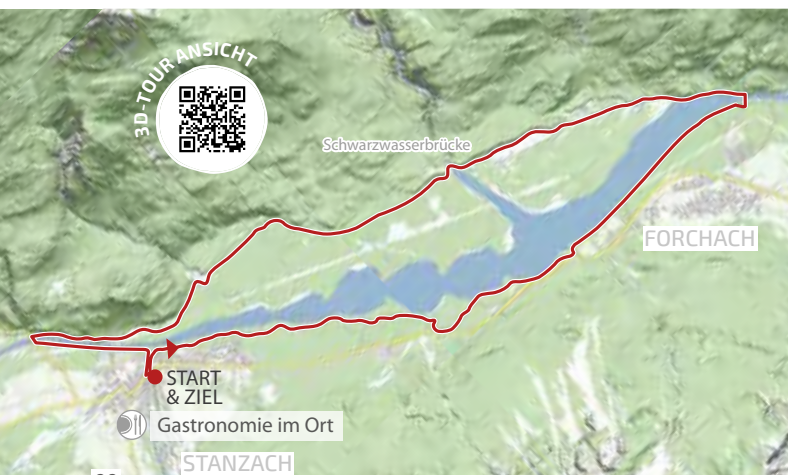 3D-TOUR ANSICHT
Schwarzwasserbrücke
FORCHACH
START
& ZIEL
Gastronomie im Ort
STANZACH